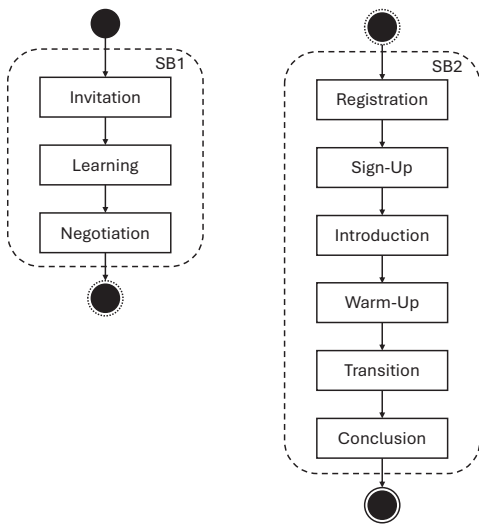 SB1
Invitation
Learning
Negotiation
SB2
Registration
Sign-Up
Introduction
Warm-Up
Transition
Conclusion